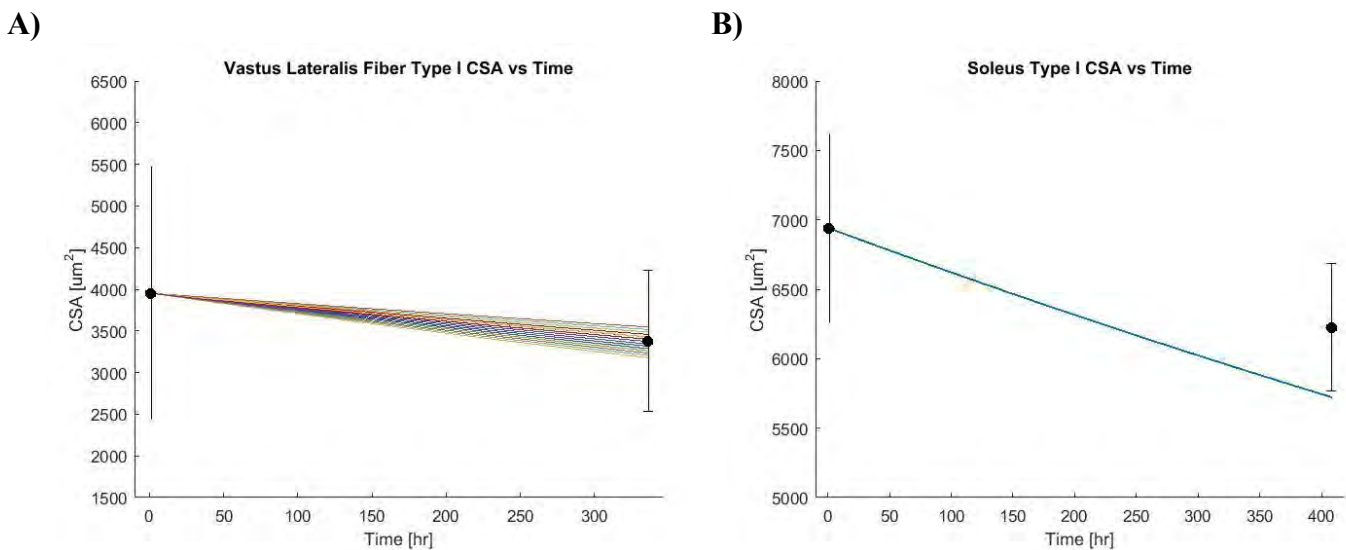 A)
B)
Vastus Lateralis Fiber Type I CSA vs Time
6500
6000
5500
5000
4500
4000
3500
3000
2500
2000
1500
CSA [um²]
0 50 100 150 200 250 300
Time [hr]
Soleus Type I CSA vs Time
8000
7500
7000
6500
6000
5500
5000
CSA [um²]
0 50 100 150 200 250 300 350 400
Time [hr]